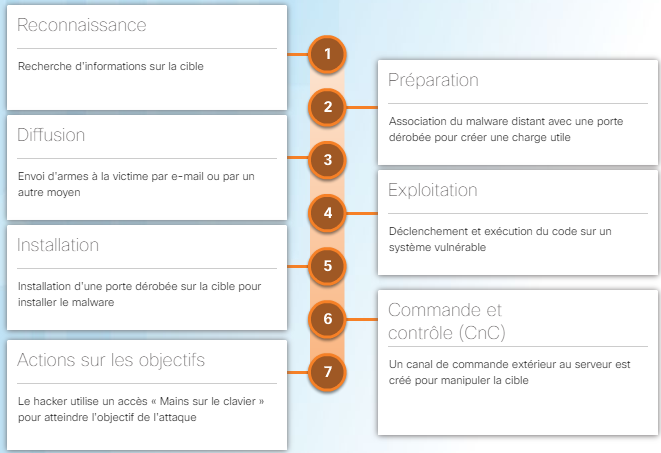 Reconnaissance
Recherche d'informations sur la cible
1
Préparation
Association du malware distant avec une porte
dérobée pour créer une charge utile
2
Diffusion
Envoi d'armes à la victime par e-mail ou par un
autre moyen
3
Exploitation
Déclenchement et exécution du code sur un
système vulnérable
4
Installation
Installation d'une porte dérobée sur la cible pour
installer le malware
5
Commande et
contrôle (CnC)
Un canal de commande extérieur au serveur est
créé pour manipuler la cible
6
Actions sur les objectifs
Le hacker utilise un accès « Mains sur le clavier »
pour atteindre l'objectif de l'attaque
7